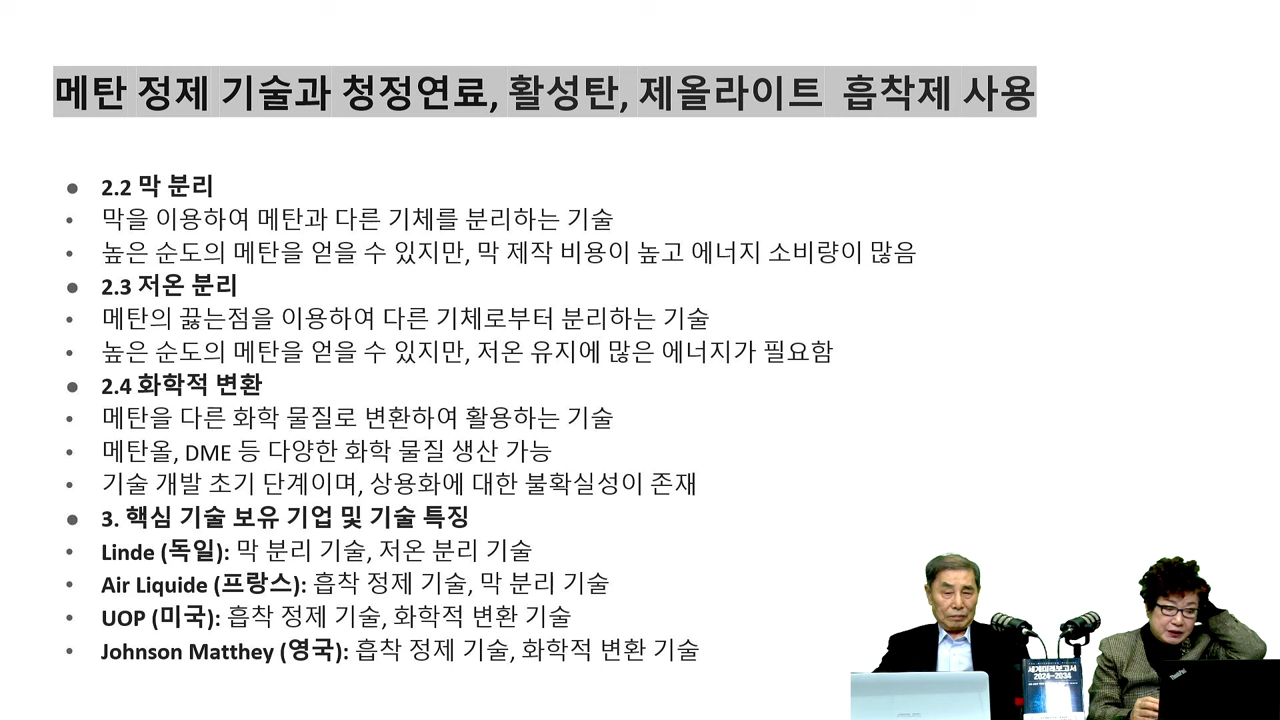 메탄 정제 기술과 청정연료, 활성탄, 제올라이트 흡착제 사용
● 2.2 막 분리
• 막을 이용하여 메탄과 다른 기체를 분리하는 기술
• 높은 순도의 메탄을 얻을 수 있지만, 막 제작 비용이 높고 에너지 소비량이 많음
● 2.3 저온 분리
• 메탄의 끓는점을 이용하여 다른 기체로부터 분리하는 기술
• 높은 순도의 메탄을 얻을 수 있지만, 저온 유지에 많은 에너지가 필요함
● 2.4 화학적 변환
• 메탄을 다른 화학 물질로 변환하여 활용하는 기술
• 메탄올, DME 등 다양한 화학 물질 생산 가능
• 기술 개발 초기 단계이며, 상용화에 대한 불확실성이 존재
● 3. 핵심 기술 보유 기업 및 기술 특징
• Linde (독일): 막 분리 기술, 저온 분리 기술
• Air Liquide (프랑스): 흡착 정제 기술, 막 분리 기술
• UOP (미국): 흡착 정제 기술, 화학적 변환 기술
• Johnson Matthey (영국): 흡착 정제 기술, 화학적 변환 기술
세계미래보고서
2024-2034
ThinkPad